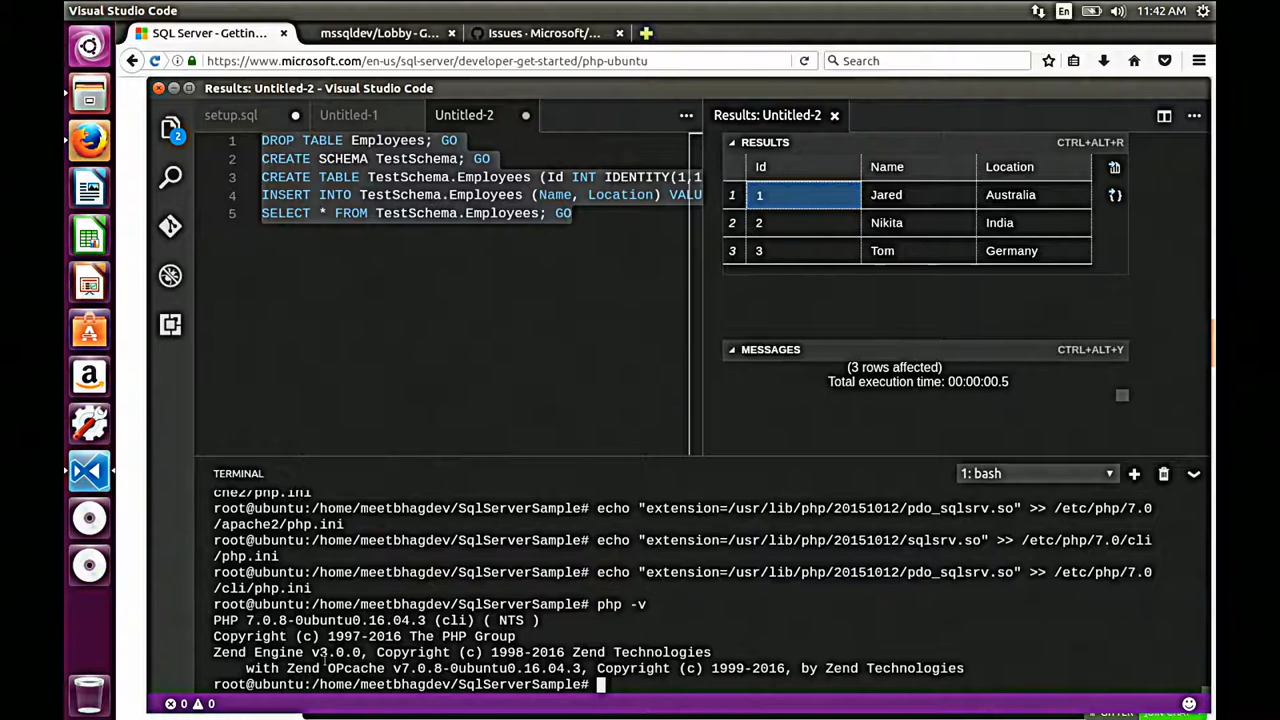 Visual Studio Code
En
11:42 AM
SQL Server - Gettin...
mssqldev/Lobby - G...
Issues · Microsoft/...
https://www.microsoft.com/en-us/sql-server/developer-get-started/php-ubuntu
Search
Results: Untitled-2 - Visual Studio Code
setup.sql
Untitled-1
Untitled-2
Results: Untitled-2
2
1 DROP TABLE Employees; GO
2 CREATE SCHEMA TestSchema; GO
3 CREATE TABLE TestSchema.Employees (Id INT IDENTITY(1,1
4 INSERT INTO TestSchema.Employees (Name, Location) VALU
5 SELECT * FROM TestSchema.Employees; GO
RESULTS CTRL+ALT+R
Id Name Location
1 1 Jared Australia
2 2 Nikita India
3 3 Tom Germany
MESSAGES CTRL+ALT+Y
(3 rows affected)
Total execution time: 00:00:00.5
TERMINAL
1: bash
che2/php.ini
root@ubuntu:/home/meetbhagdev/SqlServerSample# echo "extension=/usr/lib/php/20151012/pdo_sqlsrv.so" >> /etc/php/7.0
/apache2/php.ini
root@ubuntu:/home/meetbhagdev/SqlServerSample# echo "extension=/usr/lib/php/20151012/sqlsrv.so" >> /etc/php/7.0/cli
/php.ini
root@ubuntu:/home/meetbhagdev/SqlServerSample# echo "extension=/usr/lib/php/20151012/pdo_sqlsrv.so" >> /etc/php/7.0
/cli/php.ini
root@ubuntu:/home/meetbhagdev/SqlServerSample# php -v
PHP 7.0.8-0ubuntu0.16.04.3 (cli) ( NTS )
Copyright (c) 1997-2016 The PHP Group
Zend Engine v3.0.0, Copyright (c) 1998-2016 Zend Technologies
with Zend OPcache v7.0.8-0ubuntu0.16.04.3, Copyright (c) 1999-2016, by Zend Technologies
root@ubuntu:/home/meetbhagdev/SqlServerSample#
0 0